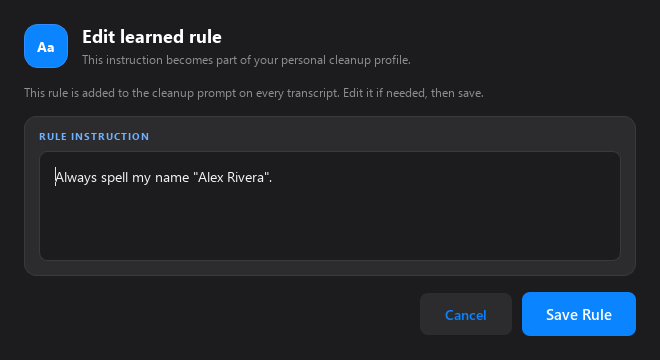 Aa
Edit learned rule
This instruction becomes part of your personal cleanup profile.
This rule is added to the cleanup prompt on every transcript. Edit it if needed, then save.
RULE INSTRUCTION
Always spell my name "Alex Rivera".
Cancel
Save Rule